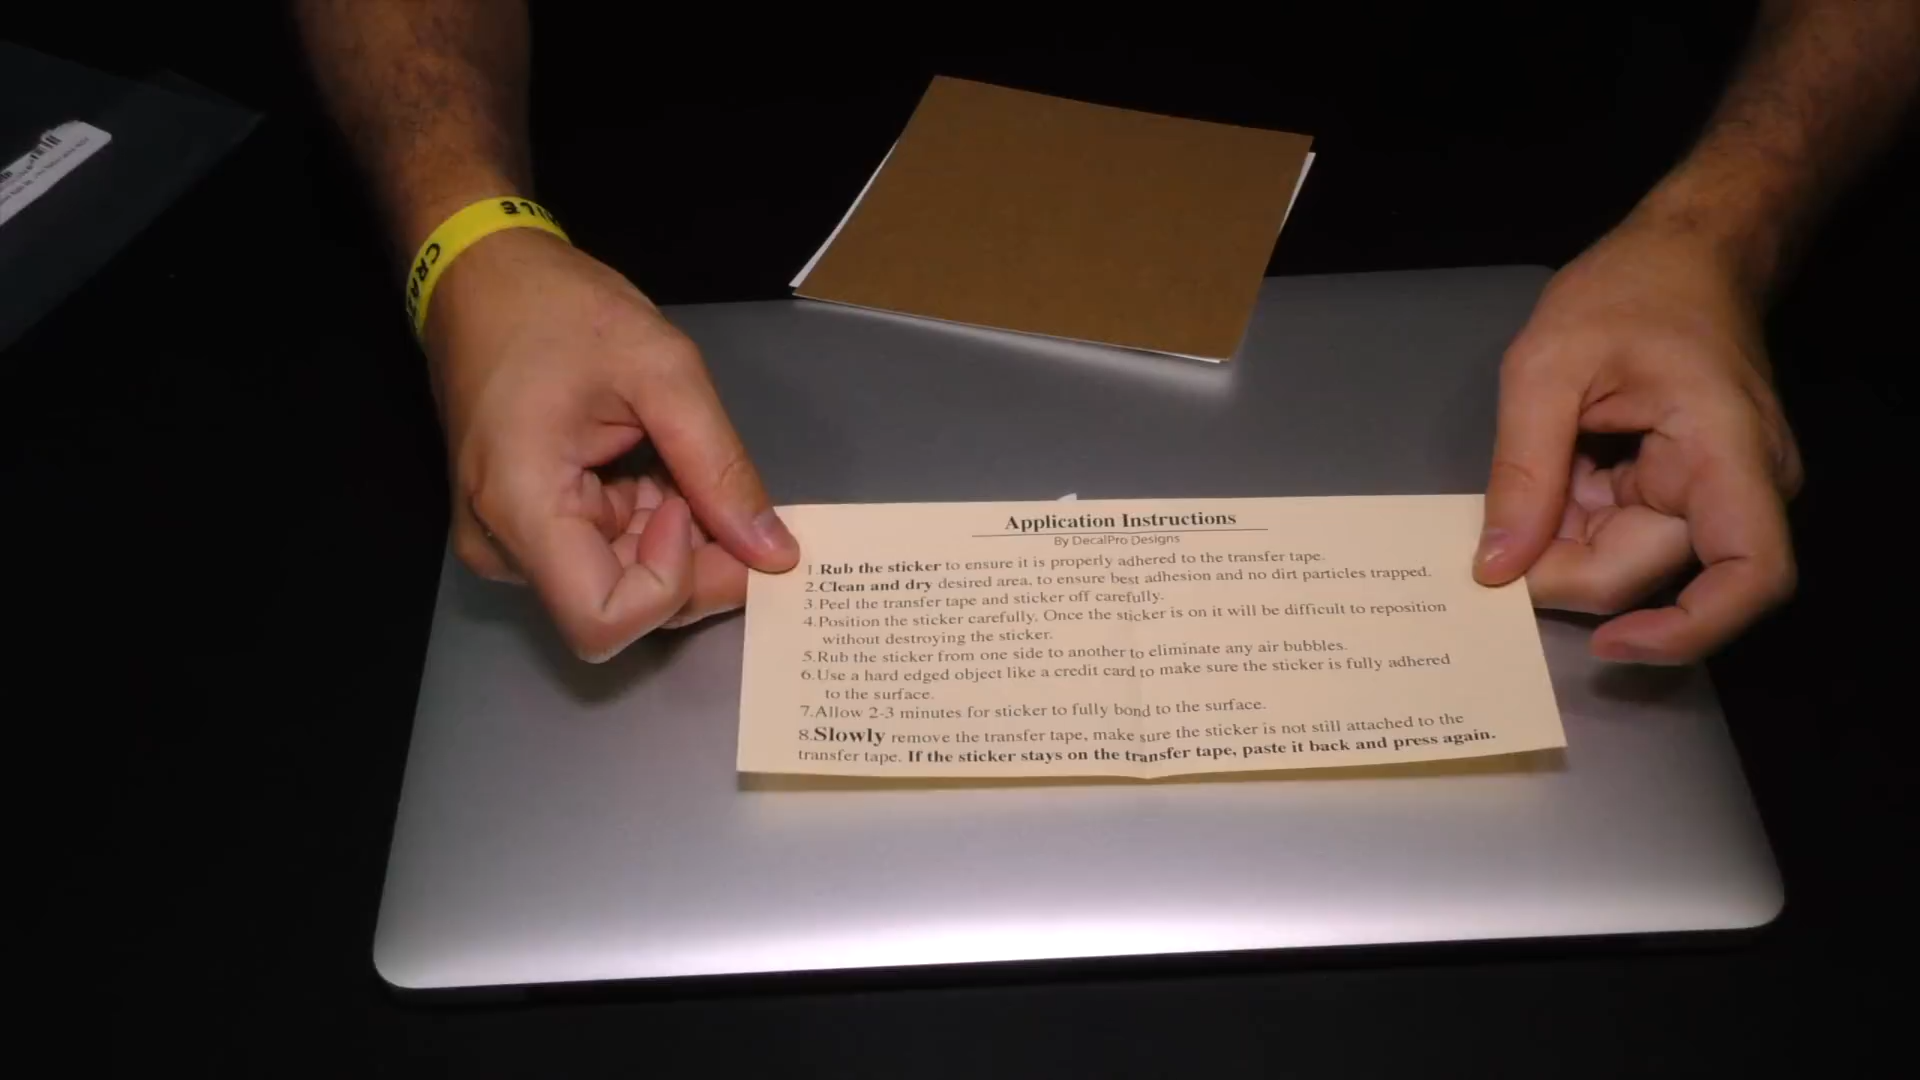 Application Instructions
By DecalPro Designs
1.Rub the sticker to ensure it is properly adhered to the transfer tape.
2.Clean and dry desired area, to ensure best adhesion and no dirt particles trapped.
3.Peel the transfer tape and sticker off carefully.
4.Position the sticker carefully. Once the sticker is on it will be difficult to reposition
without destroying the sticker.
5.Rub the sticker from one side to another to eliminate any air bubbles.
6.Use a hard edged object like a credit card to make sure the sticker is fully adhered
to the surface.
7.Allow 2-3 minutes for sticker to fully bond to the surface.
8.Slowly remove the transfer tape, make sure the sticker is not still attached to the
transfer tape. If the sticker stays on the transfer tape, paste it back and press again.